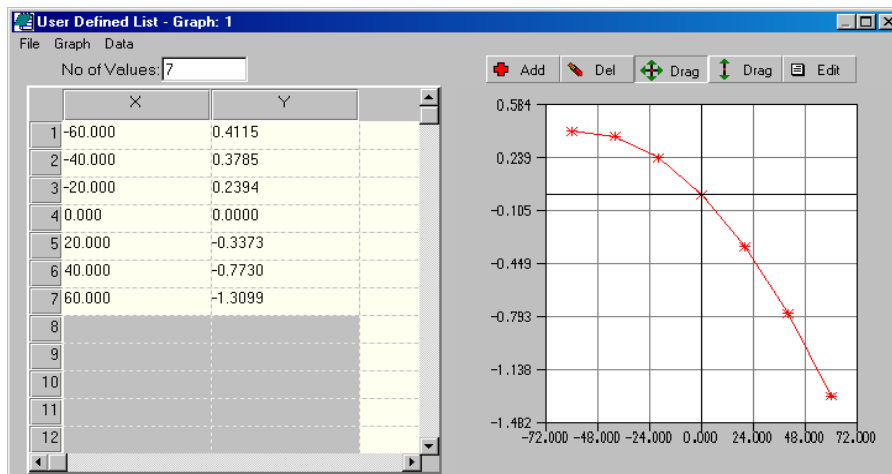 User Defined List - Graph: 1
File Graph Data
No of Values: 7
Add Del Drag Drag Edit
X Y
1 -60.000 0.4115
2 -40.000 0.3785
3 -20.000 0.2394
4 0.000 0.0000
5 20.000 -0.3373
6 40.000 -0.7730
7 60.000 -1.3099
8
9
10
11
12
0.584
0.239
-0.105
-0.449
-0.793
-1.138
-1.482
-72.000 -48.000 -24.000 0.000 24.000 48.000 72.000